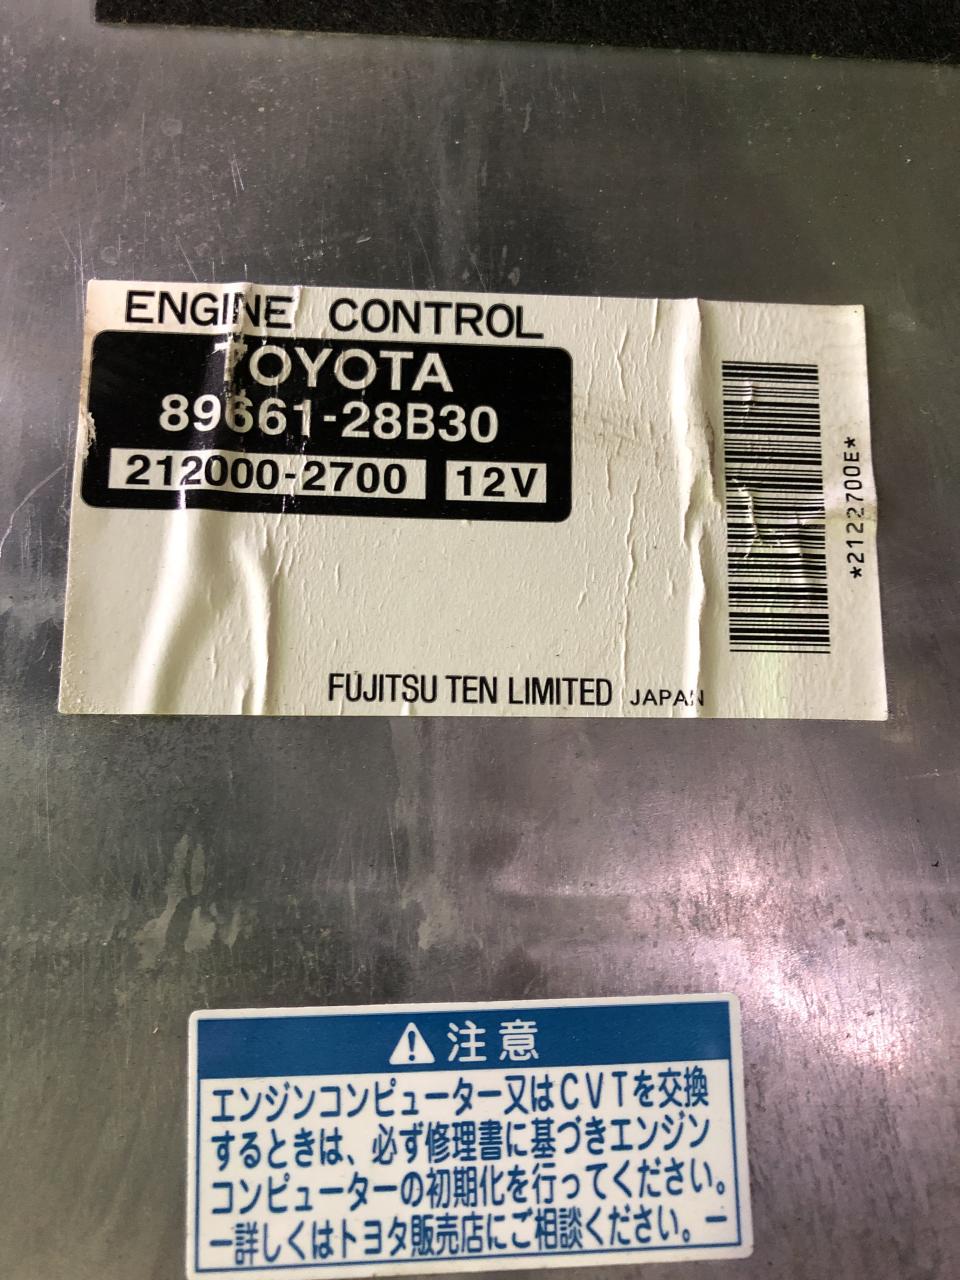 ENGINE CONTROL
TOYOTA
89661-28B30
212000-2700 12V
*2122700E*
FUJITSU TEN LIMITED JAPAN
注意
エンジンコンピューター又はCVTを交換
するときは、必ず修理書に基づきエンジン
コンピューターの初期化を行ってください。
ー詳しくはトヨタ販売店にご相談ください。ー